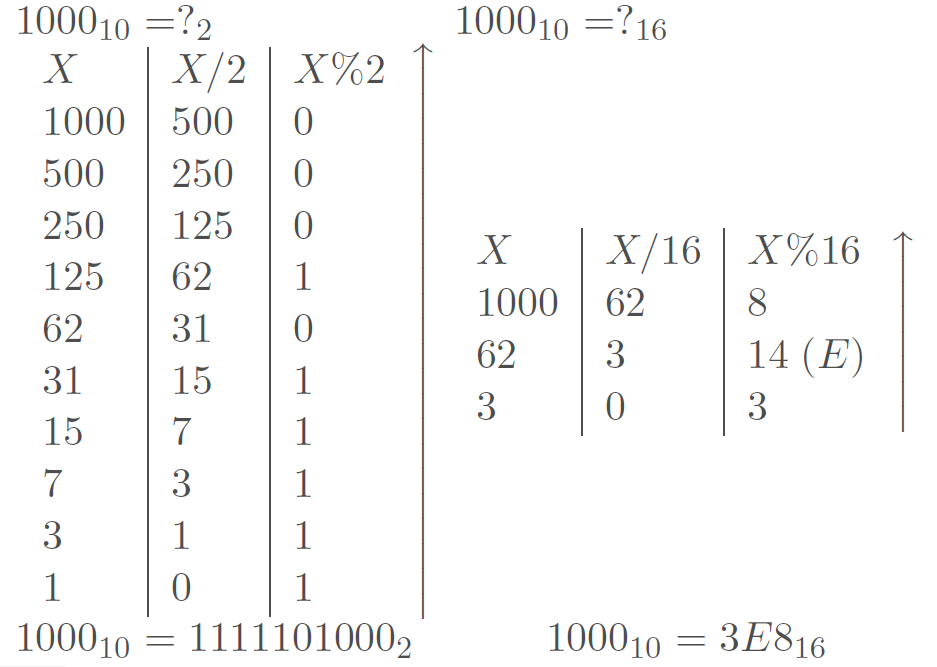 1000₁₀ =?₂
X X/2 X%2
1000 500 0
500 250 0
250 125 0
125 62 1
62 31 0
31 15 1
15 7 1
7 3 1
3 1 1
1 0 1
1000₁₀ = 1111101000₂
1000₁₀ =?₁₆
X X/16 X%16
1000 62 8
62 3 14 (E)
3 0 3
1000₁₀ = 3E8₁₆